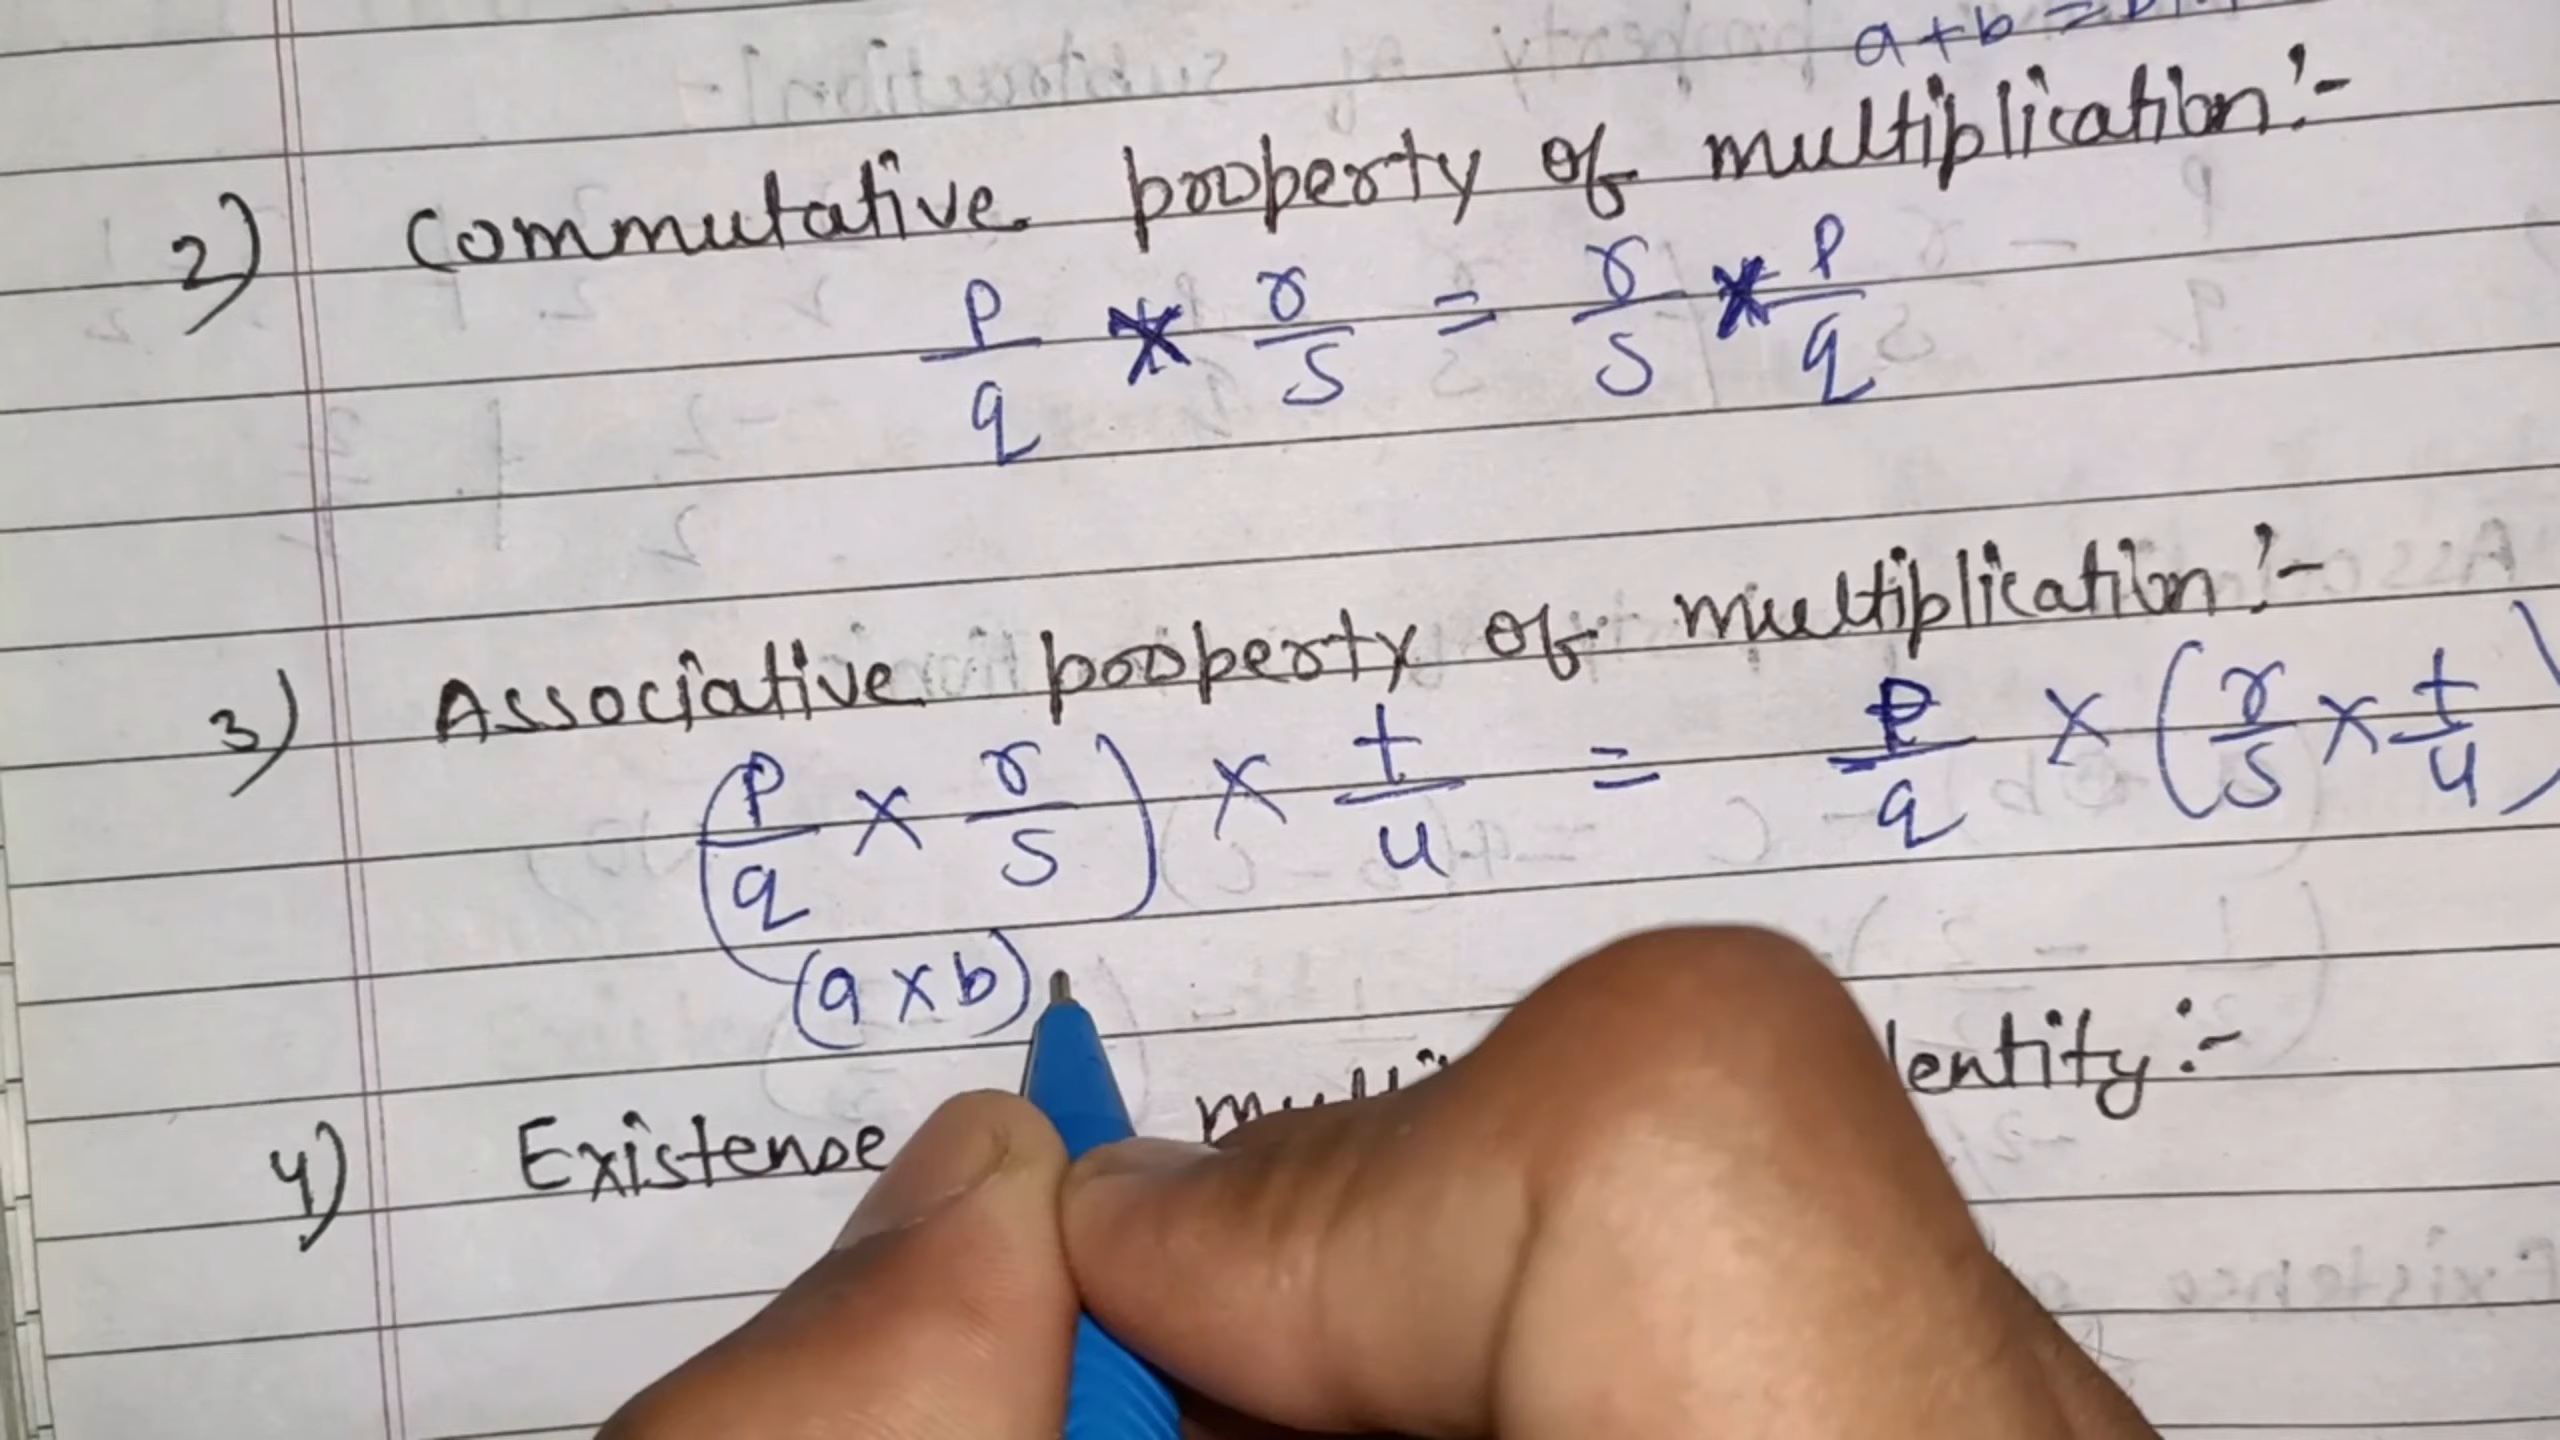 a+b =
2) Commutative property of multiplication:-
p/q × r/s = r/s × p/q
3) Associative property of multiplication:-
(p/q × r/s) × t/u = p/q × (r/s × t/u)
(a × b)
4) Existense